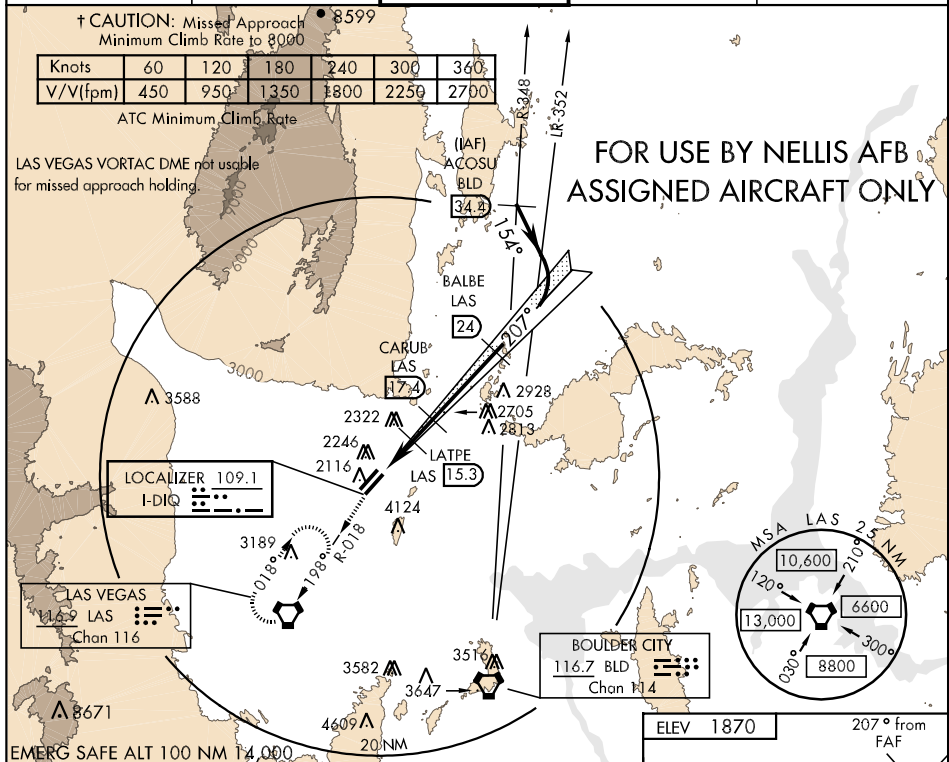 † CAUTION: Missed Approach
Minimum Climb Rate to 8000
8599
Knots 60 120 180 240 300 360
V/V(fpm) 450 950 1350 1800 2250 2700
ATC Minimum Climb Rate
LAS VEGAS VORTAC DME not usable
for missed approach holding.
FOR USE BY NELLIS AFB
ASSIGNED AIRCRAFT ONLY
R-348
LR-352
(IAF)
ACOSU
BLD
34.4
154°
9000
6000
3000
BALBE
LAS
24
207°
CARUB
LAS
17.4
3588
2928
2705
2813
2322
2246
2116
LATPE
LAS 15.3
LOCALIZER 109.1
I-DIQ
4124
3189
018°
198°
R-018
LAS VEGAS
116.9 LAS
Chan 116
MSA LAS 25 NM
10,600
210°
120°
13,000
6600
300°
030°
8800
BOULDER CITY
116.7 BLD
Chan 114
3582
3516
3647
4609
8671
20 NM
EMERG SAFE ALT 100 NM 14,000
ELEV 1870
207° from
FAF